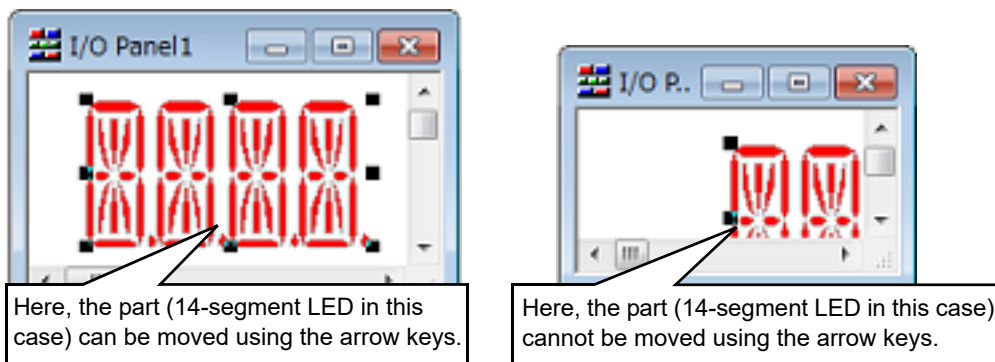 I/O Panel1
Here, the part (14-segment LED in this
case) can be moved using the arrow keys.
I/O P..
Here, the part (14-segment LED in this case)
cannot be moved using the arrow keys.